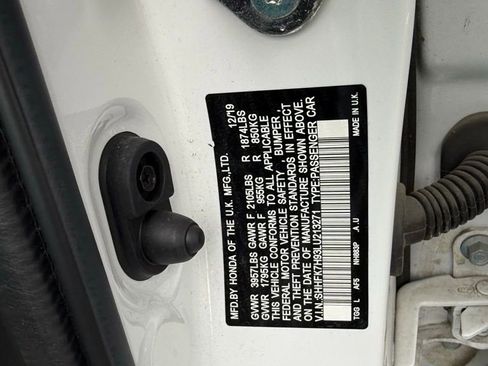 MFD.BY HONDA OF THE U.K. MFG.,LTD. 12/19
GVWR 3957LBS GAWR F 2105LBS R 1874LBS
GVWR 1795KG GAWR F 955KG R 850KG
THIS VEHICLE CONFORMS TO ALL APPLICABLE
FEDERAL MOTOR VEHICLE SAFETY , BUMPER ,
AND THEFT PREVENTION STANDARDS IN EFFECT
ON THE DATE OF MANUFACTURE SHOWN ABOVE.
V.I.N.:SHHFK7H93LU213271 TYPE:PASSENGER CAR
TGG L AF5 NH883P .A.U MADE IN U.K.